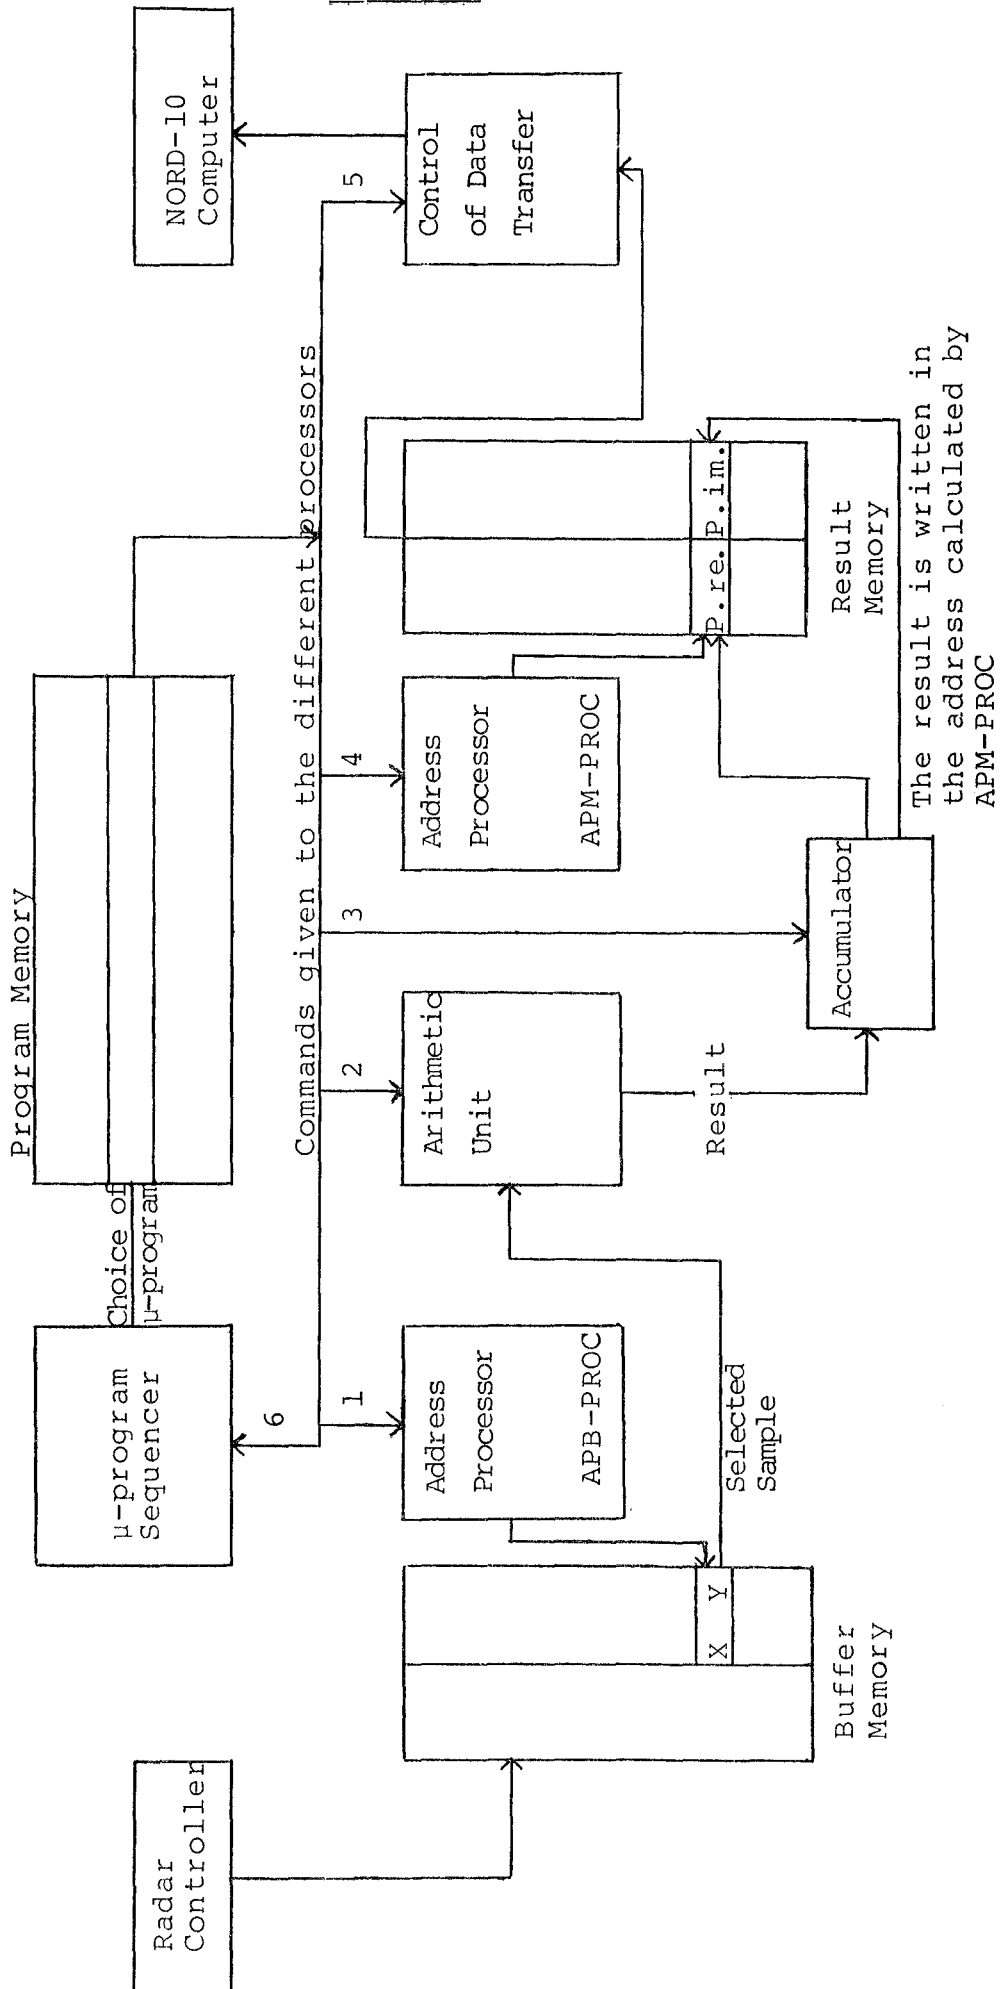 Program Memory
µ-program
Sequencer
Choice of
µ-program
NORD-10
Computer
Radar
Controller
6
Commands given to the different processors
1
2
3
4
5
Address
Processor
APB-PROC
Arithmetic
Unit
Address
Processor
APM-PROC
Control
of Data
Transfer
X Y
Buffer
Memory
Selected
Sample
Result
Accumulator
P.re. P.im.
Result
Memory
The result is written in
the address calculated by
APM-PROC